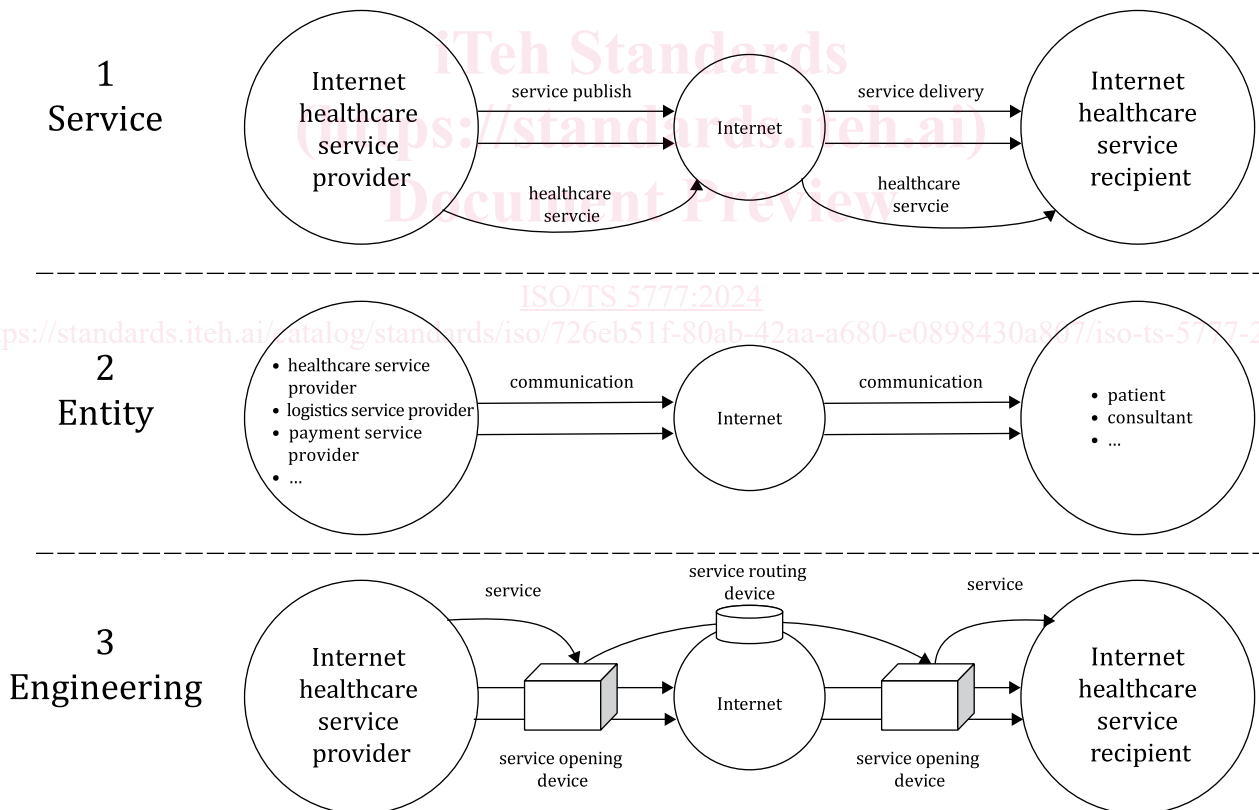 iTeh Standards
(https://standards.iteh.ai)
Document Preview
ISO/TS 5777:2024
ps://standards.iteh.ai/catalog/standards/iso/726eb51f-80ab-42aa-a680-e0898430a807/iso-ts-5777-2
1
Service
Internet
healthcare
service
provider
service publish
healthcare
servcie
Internet
service delivery
healthcare
servcie
Internet
healthcare
service
recipient
2
Entity
• healthcare service
provider
• logistics service provider
• payment service
provider
• ...
communication
Internet
communication
• patient
• consultant
• ...
3
Engineering
Internet
healthcare
service
provider
service
service opening
device
service routing
device
Internet
service
service opening
device
Internet
healthcare
service
recipient